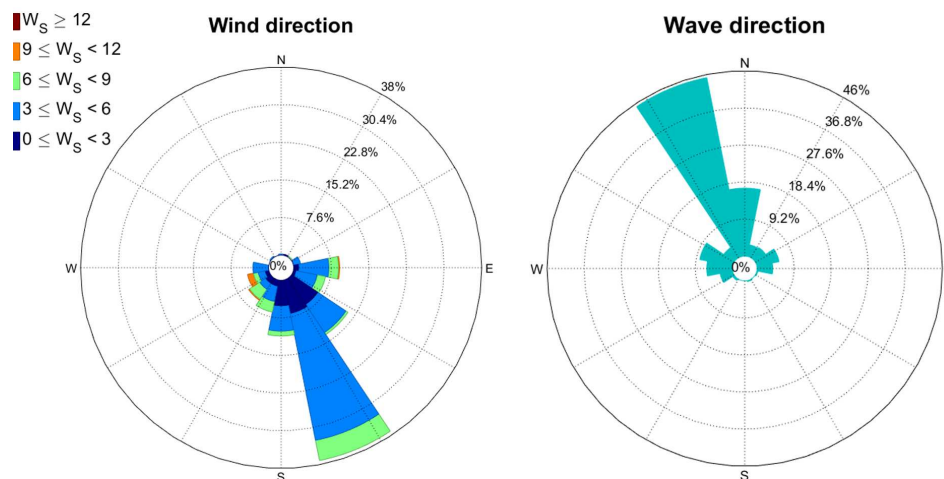 W_S ≥ 12
9 ≤ W_S < 12
6 ≤ W_S < 9
3 ≤ W_S < 6
0 ≤ W_S < 3
Wind direction
N
38%
30.4%
22.8%
15.2%
7.6%
0%
W
E
S
Wave direction
N
46%
36.8%
27.6%
18.4%
9.2%
0%
W
S